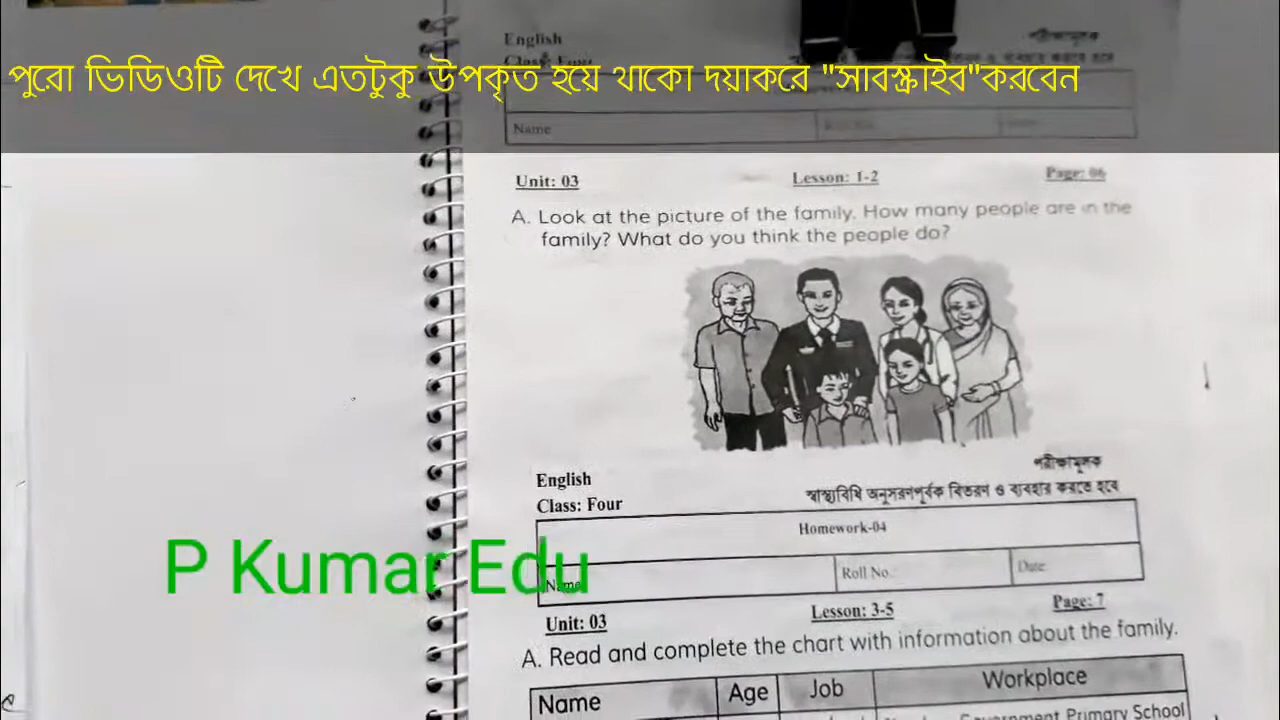 English
পুরো ভিডিওটি দেখে এতটুকু উপকৃত হয়ে থাকো দয়াকরে "সাবস্ক্রাইব"করবেন
Name
Unit: 03 Lesson: 1-2 Page: 06
A. Look at the picture of the family. How many people are in the
family? What do you think the people do?
পরীক্ষামূলক
English
স্বাস্থ্যবিধি অনুসরণপূর্বক বিতরণ ও ব্যবহার করতে হবে
Class: Four
Homework-04
P Kumar Edu
Name Roll No. Date
Unit: 03 Lesson: 3-5 Page: 7
A. Read and complete the chart with information about the family.
Name Age Job Workplace
Government Primary School